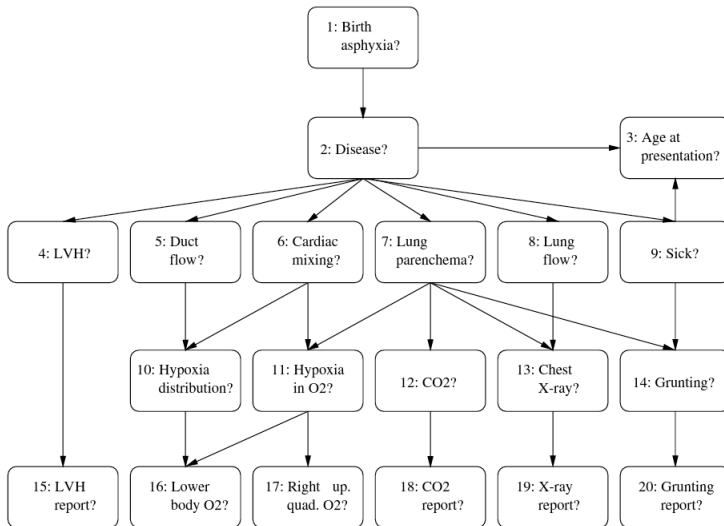 1: Birth
asphyxia?
2: Disease?
3: Age at
presentation?
4: LVH?
5: Duct
flow?
6: Cardiac
mixing?
7: Lung
parenchema?
8: Lung
flow?
9: Sick?
10: Hypoxia
distribution?
11: Hypoxia
in O2?
12: CO2?
13: Chest
X-ray?
14: Grunting?
15: LVH
report?
16: Lower
body O2?
17: Right up.
quad. O2?
18: CO2
report?
19: X-ray
report?
20: Grunting
report?